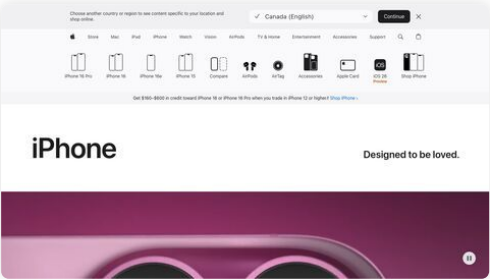 Choose another country or region to see content specific to your location and
shop online.
Canada (English)
Continue
Store Mac iPad iPhone Watch Vision AirPods TV & Home Entertainment Accessories Support
iPhone 16 Pro iPhone 16 iPhone 16e iPhone 15 Compare AirPods AirTag Accessories Apple Card iOS 26 Shop iPhone
iOS
Preview
Get $180–$600 in credit toward iPhone 16 or iPhone 16 Pro when you trade in iPhone 12 or higher.¹ Shop iPhone ›
iPhone
Designed to be loved.